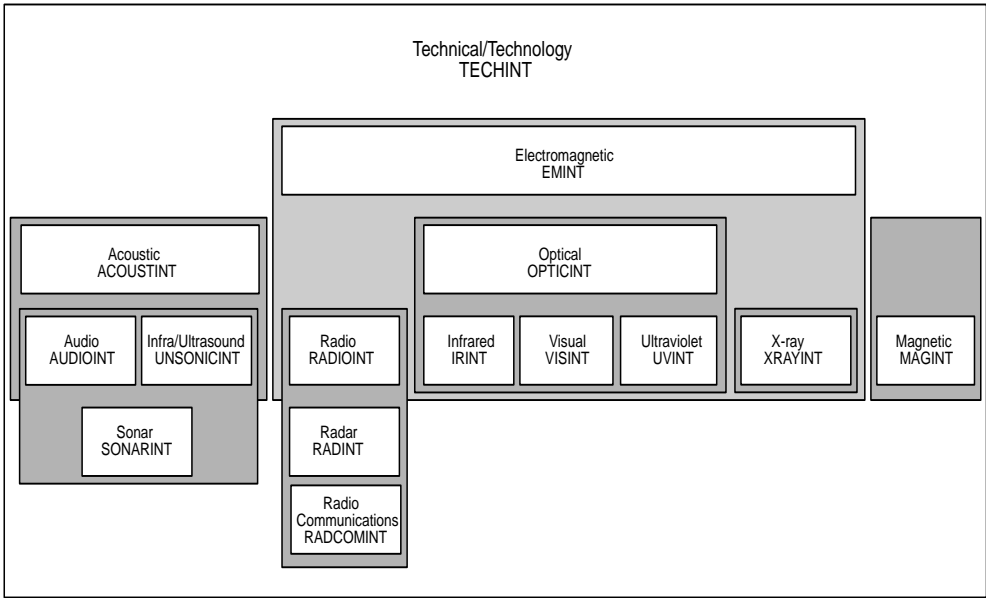 Technical/Technology
TECHINT
Electromagnetic
EMINT
Acoustic
ACOUSTINT
Optical
OPTICINT
Audio
AUDIOINT
Infra/Ultrasound
UNSONICINT
Radio
RADIOINT
Infrared
IRINT
Visual
VISINT
Ultraviolet
UVINT
X-ray
XRAYINT
Magnetic
MAGINT
Sonar
SONARINT
Radar
RADINT
Radio
Communications
RADCOMINT